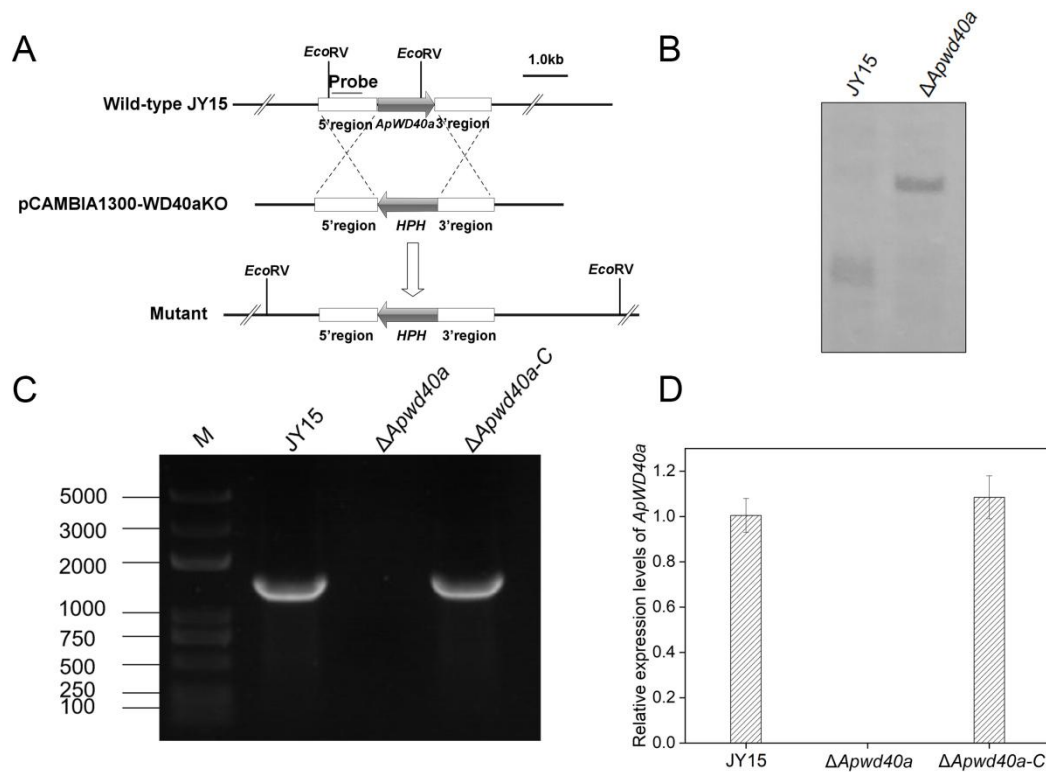 A
EcoRV
EcoRV
1.0kb
Probe
Wild-type JY15
5'region
ApWD40a
3'region
pCAMBIA1300-WD40aKO
5'region
HPH
3'region
EcoRV
EcoRV
Mutant
5'region
HPH
3'region
B
JY15
ΔApwd40a
C
M
JY15
ΔApwd40a
ΔApwd40a-C
5000
3000
2000
1000
750
500
250
100
D
Relative expression levels of ApWD40a
1.2
1.0
0.8
0.6
0.4
0.2
0.0
JY15
ΔApwd40a
ΔApwd40a-C